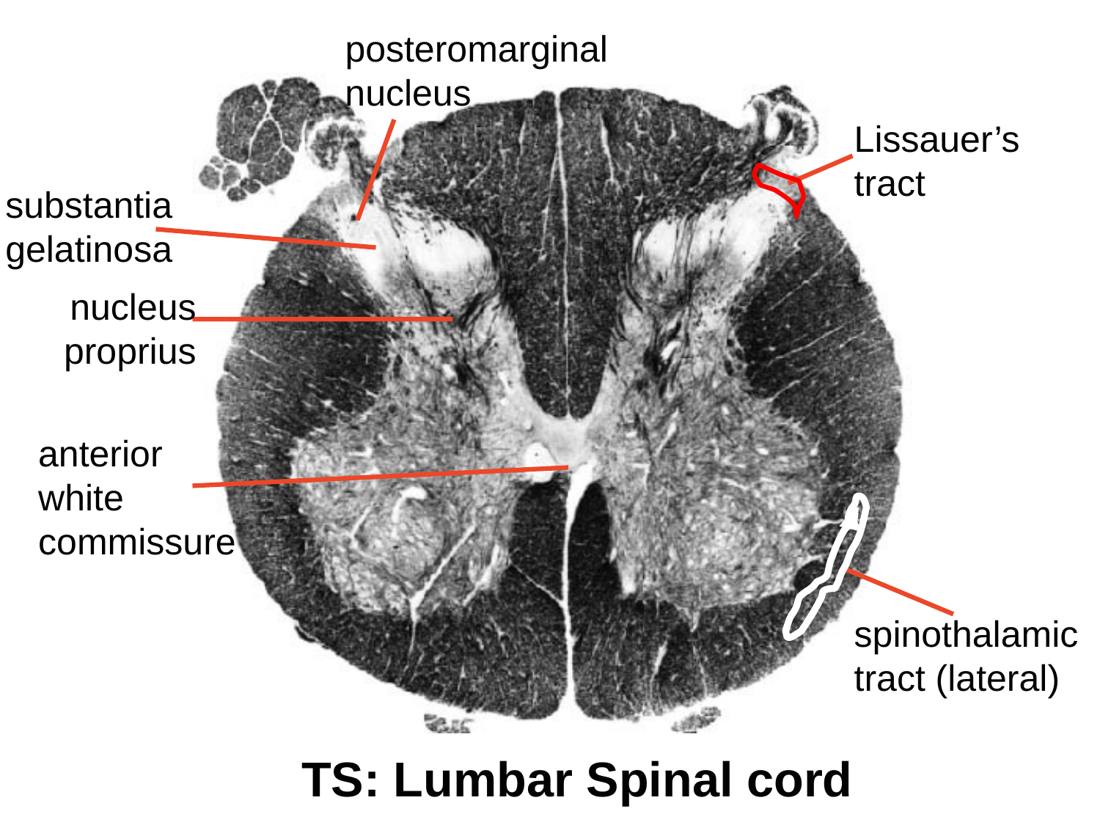 posteromarginal
nucleus
Lissauer’s
tract
substantia
gelatinosa
nucleus
proprius
anterior
white
commissure
spinothalamic
tract (lateral)
TS: Lumbar Spinal cord